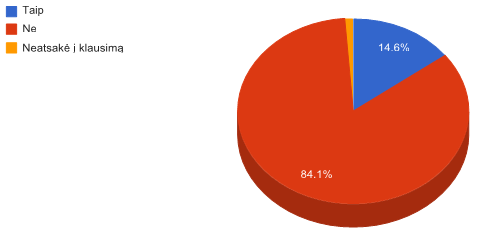 Taip
Ne
Neatsakė į klausimą
14.6%
84.1%